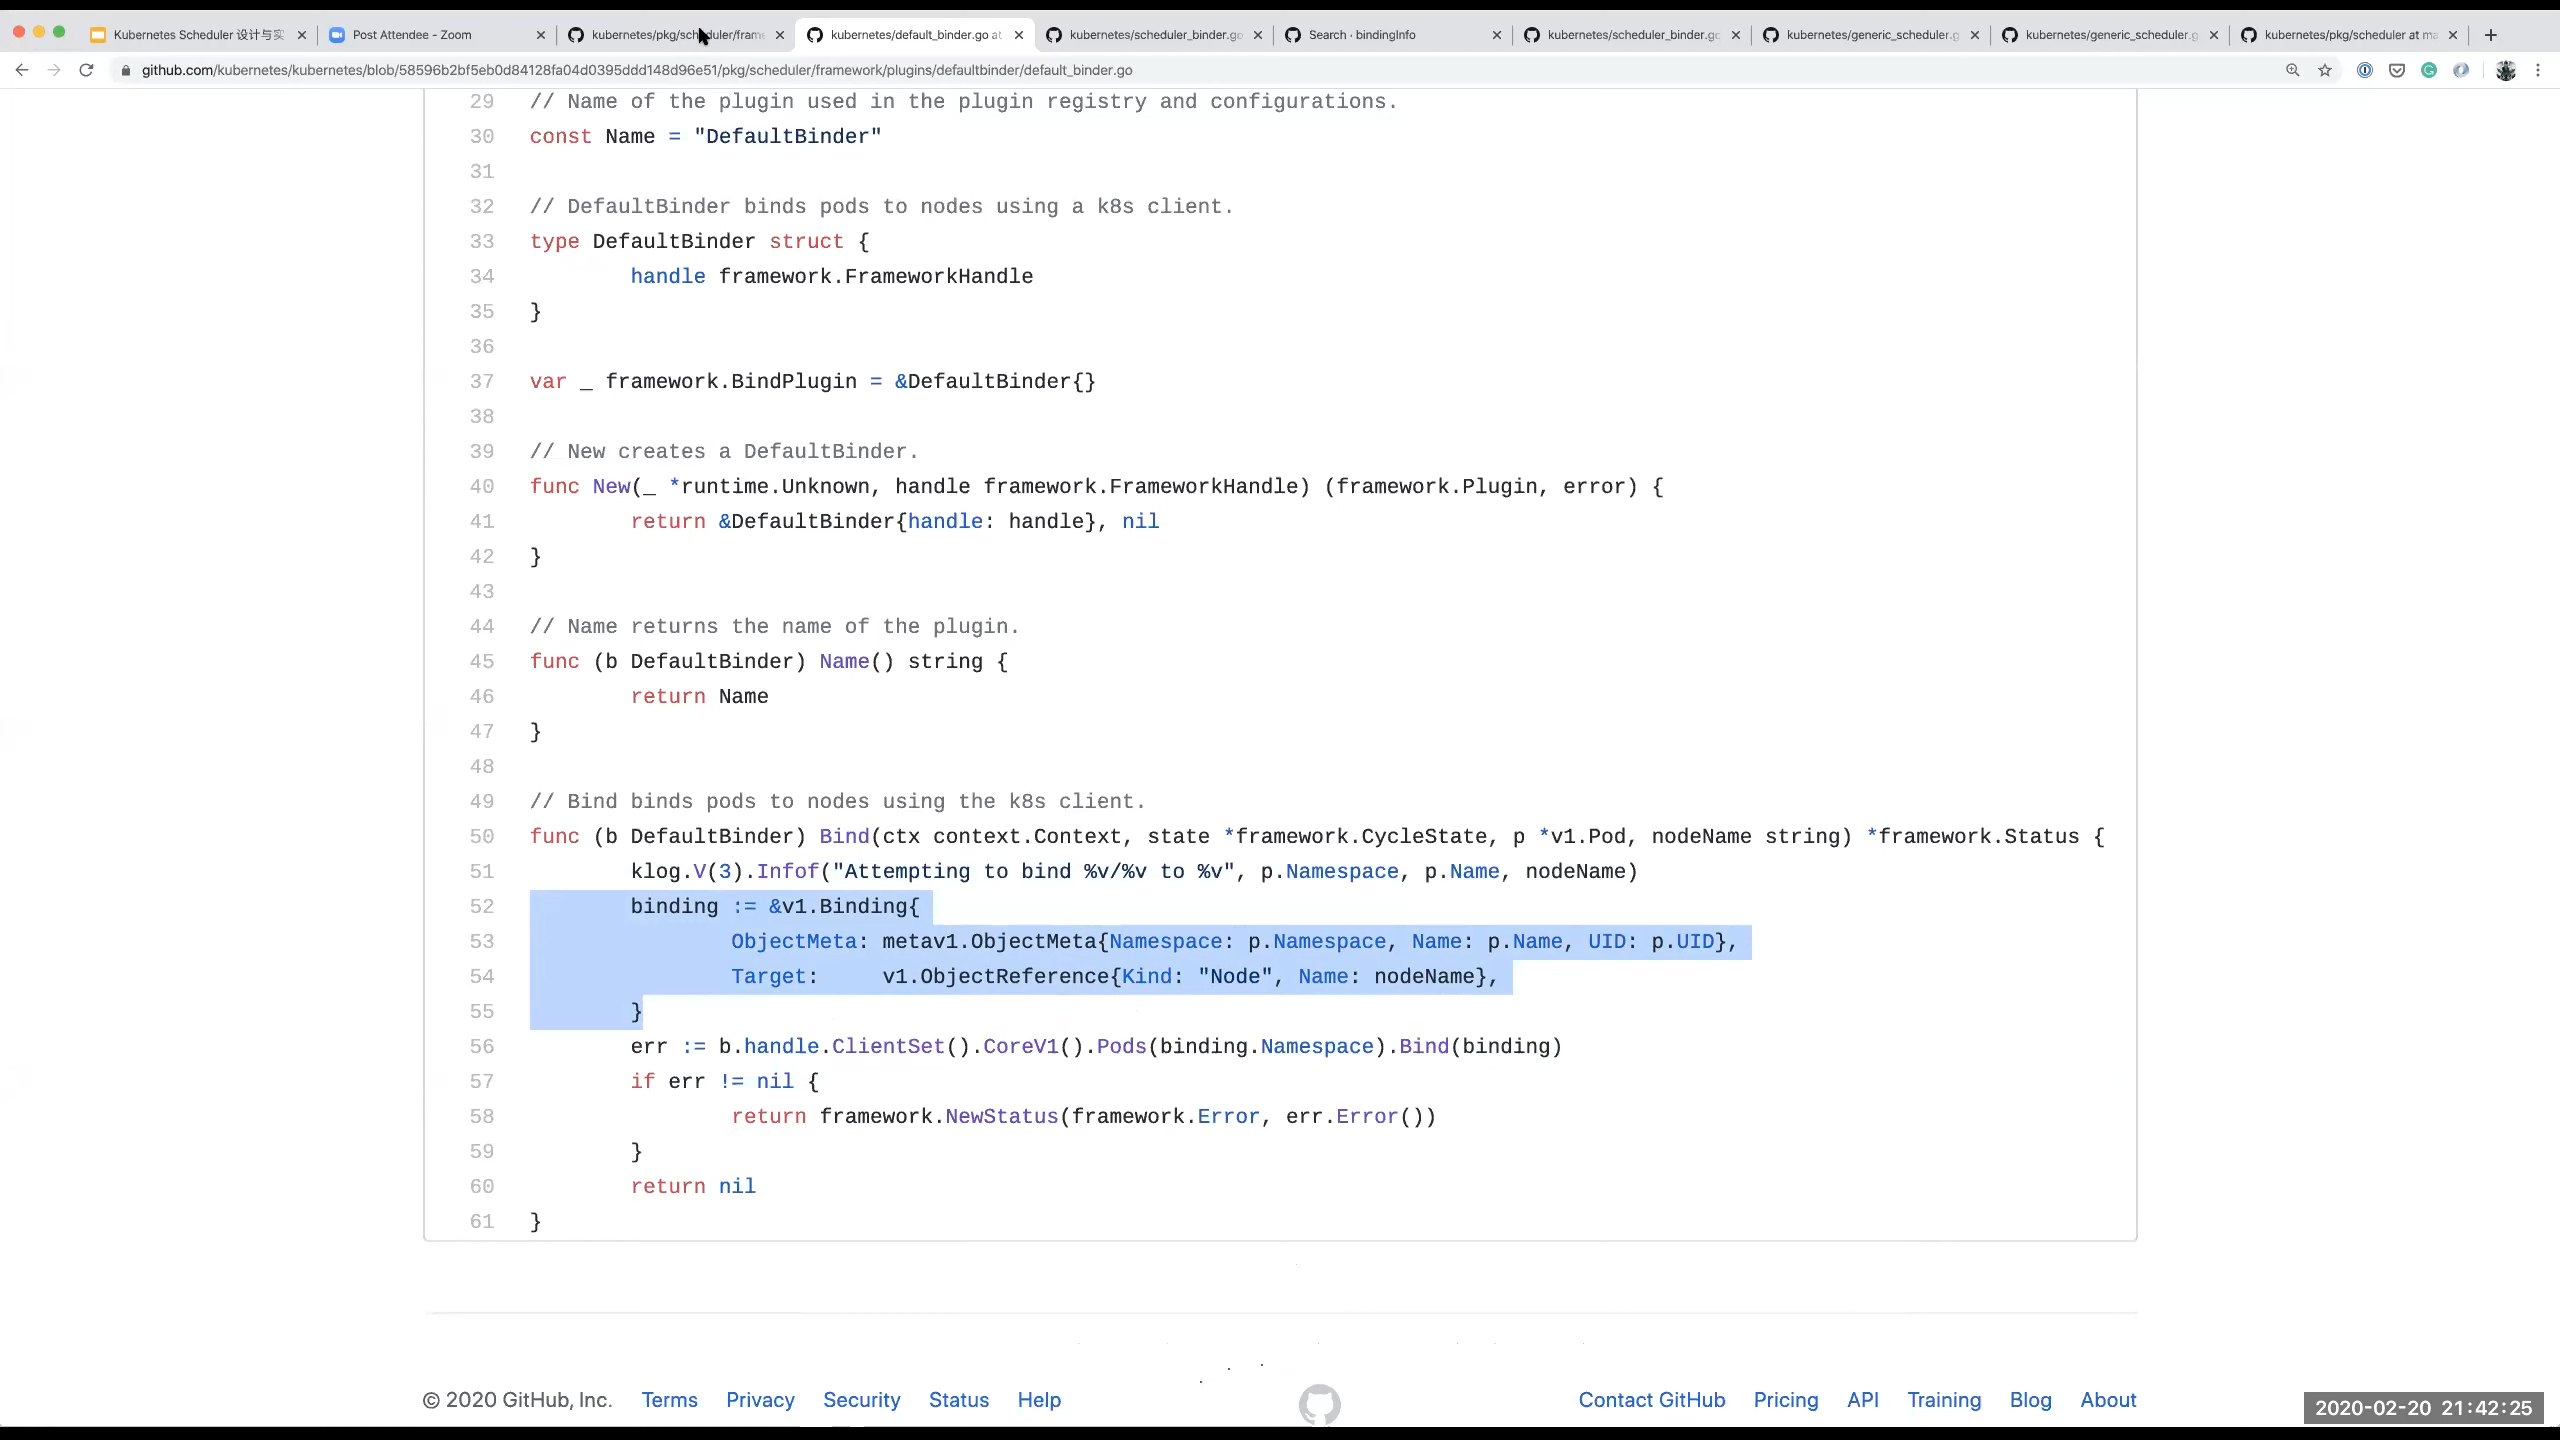 Kubernetes Scheduler 设计与实
Post Attendee - Zoom
kubernetes/pkg/scheduler/frame
kubernetes/default_binder.go at
kubernetes/scheduler_binder.go
Search · bindingInfo
kubernetes/scheduler_binder.go
kubernetes/generic_scheduler.g
kubernetes/generic_scheduler.g
kubernetes/pkg/scheduler at ma
github.com/kubernetes/kubernetes/blob/58596b2bf5eb0d84128fa04d0395ddd148d96e51/pkg/scheduler/framework/plugins/defaultbinder/default_binder.go
29 // Name of the plugin used in the plugin registry and configurations.
30 const Name = "DefaultBinder"
31
32 // DefaultBinder binds pods to nodes using a k8s client.
33 type DefaultBinder struct {
34 handle framework.FrameworkHandle
35 }
36
37 var _ framework.BindPlugin = &DefaultBinder{}
38
39 // New creates a DefaultBinder.
40 func New(_ *runtime.Unknown, handle framework.FrameworkHandle) (framework.Plugin, error) {
41 return &DefaultBinder{handle: handle}, nil
42 }
43
44 // Name returns the name of the plugin.
45 func (b DefaultBinder) Name() string {
46 return Name
47 }
48
49 // Bind binds pods to nodes using the k8s client.
50 func (b DefaultBinder) Bind(ctx context.Context, state *framework.CycleState, p *v1.Pod, nodeName string) *framework.Status {
51 klog.V(3).Infof("Attempting to bind %v/%v to %v", p.Namespace, p.Name, nodeName)
52 binding := &v1.Binding{
53 ObjectMeta: metav1.ObjectMeta{Namespace: p.Namespace, Name: p.Name, UID: p.UID},
54 Target: v1.ObjectReference{Kind: "Node", Name: nodeName},
55 }
56 err := b.handle.ClientSet().CoreV1().Pods(binding.Namespace).Bind(binding)
57 if err != nil {
58 return framework.NewStatus(framework.Error, err.Error())
59 }
60 return nil
61 }
© 2020 GitHub, Inc. Terms Privacy Security Status Help Contact GitHub Pricing API Training Blog About
2020-02-20 21:42:25